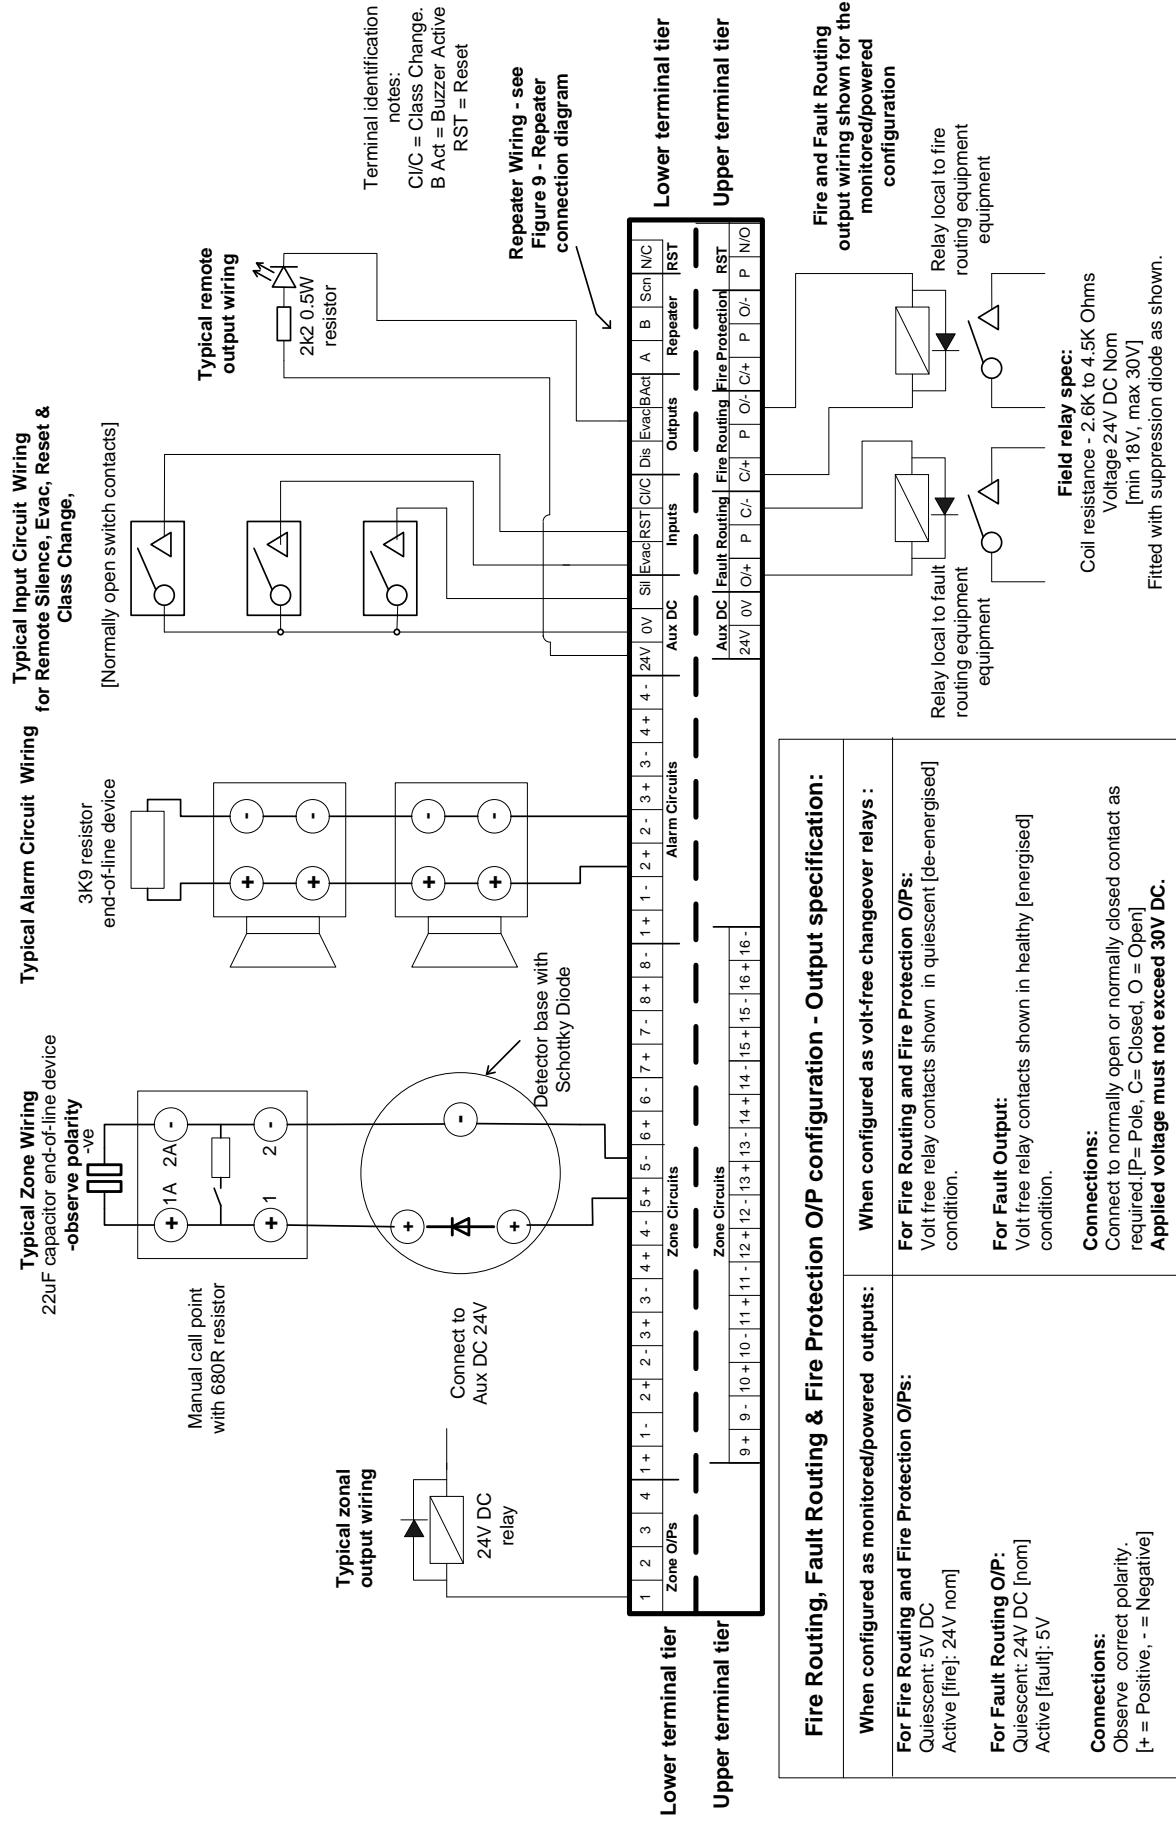 Typical Zone Wiring
22uF capacitor end-of-line device
-observe polarity
-ve
1A
2A
+
-
1
2
+
-
Manual call point
with 680R resistor
+
+
-
Detector base with
Schottky Diode
Connect to
Aux DC 24V
Typical zonal
output wiring
24V DC
relay
Typical Alarm Circuit Wiring
3K9 resistor
end-of-line device
+ -
+ -
+ -
+ -
Typical Input Circuit Wiring
for Remote Silence, Evac, Reset &
Class Change,
[Normally open switch contacts]
Typical remote
output wiring
2k2 0.5W
resistor
Terminal identification
notes:
Cl/C = Class Change.
B Act = Buzzer Active
RST = Reset
Repeater Wiring - see
Figure 9 - Repeater
connection diagram
Lower terminal tier
1 2 3 4 1 + 1 - 2 + 2 - 3 + 3 - 4 + 4 - 5 + 5 - 6 + 6 - 7 + 7 - 8 + 8 - 1 + 1 - 2 + 2 - 3 + 3 - 4 + 4 - 24V 0V Sil Evac RST Cl/C Dis Evac BAct A B Scn N/C
Zone O/Ps Zone Circuits Alarm Circuits Aux DC Inputs Outputs Repeater RST
Lower terminal tier
Upper terminal tier
Zone Circuits Aux DC Fault Routing Fire Routing Fire Protection RST
9 + 9 - 10 + 10 - 11 + 11 - 12 + 12 - 13 + 13 - 14 + 14 - 15 + 15 - 16 + 16 - 24V 0V O/+ P C/- C/+ P O/- C/+ P O/- P N/O
Upper terminal tier
Fire and Fault Routing
output wiring shown for the
monitored/powered
configuration
Relay local to fault
routing equipment
equipment
Relay local to fire
routing equipment
equipment
Field relay spec:
Coil resistance - 2.6K to 4.5K Ohms
Voltage 24V DC Nom
[min 18V, max 30V]
Fitted with suppression diode as shown.
Fire Routing, Fault Routing & Fire Protection O/P configuration - Output specification:
When configured as monitored/powered outputs:
For Fire Routing and Fire Protection O/Ps:
Quiescent: 5V DC
Active [fire]: 24V nom]
For Fault Routing O/P:
Quiescent: 24V DC [nom]
Active [fault]: 5V
Connections:
Observe correct polarity.
[+ = Positive, - = Negative]
When configured as volt-free changeover relays :
For Fire Routing and Fire Protection O/Ps:
Volt free relay contacts shown in quiescent [de-energised]
condition.
For Fault Output:
Volt free relay contacts shown in healthy [energised]
condition.
Connections:
Connect to normally open or normally closed contact as
required.[P= Pole, C= Closed, O = Open]
Applied voltage must not exceed 30V DC.